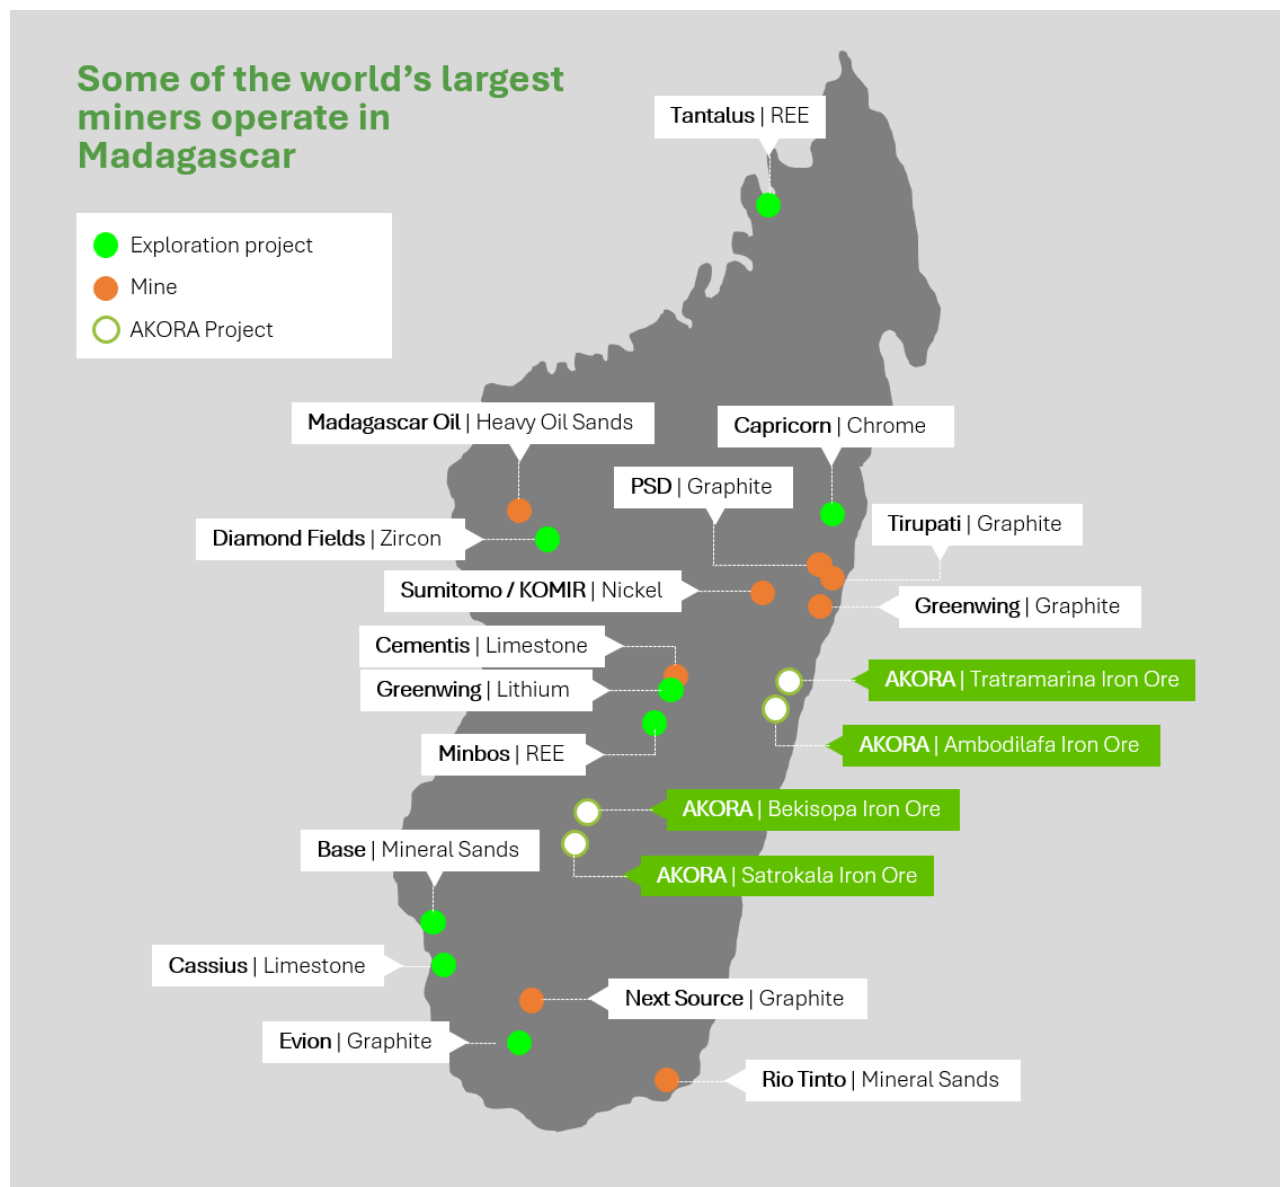 Some of the world's largest
miners operate in
Madagascar
Exploration project
Mine
AKORA Project
Tantalus | REE
Madagascar Oil | Heavy Oil Sands
Capricorn | Chrome
PSD | Graphite
Tirupati | Graphite
Diamond Fields | Zircon
Sumitomo / KOMIR | Nickel
Greenwing | Graphite
Cementis | Limestone
AKORA | Tratramarina Iron Ore
Greenwing | Lithium
AKORA | Ambodilafa Iron Ore
Minbos | REE
AKORA | Bekisopa Iron Ore
Base | Mineral Sands
AKORA | Satrokala Iron Ore
Cassius | Limestone
Next Source | Graphite
Evion | Graphite
Rio Tinto | Mineral Sands